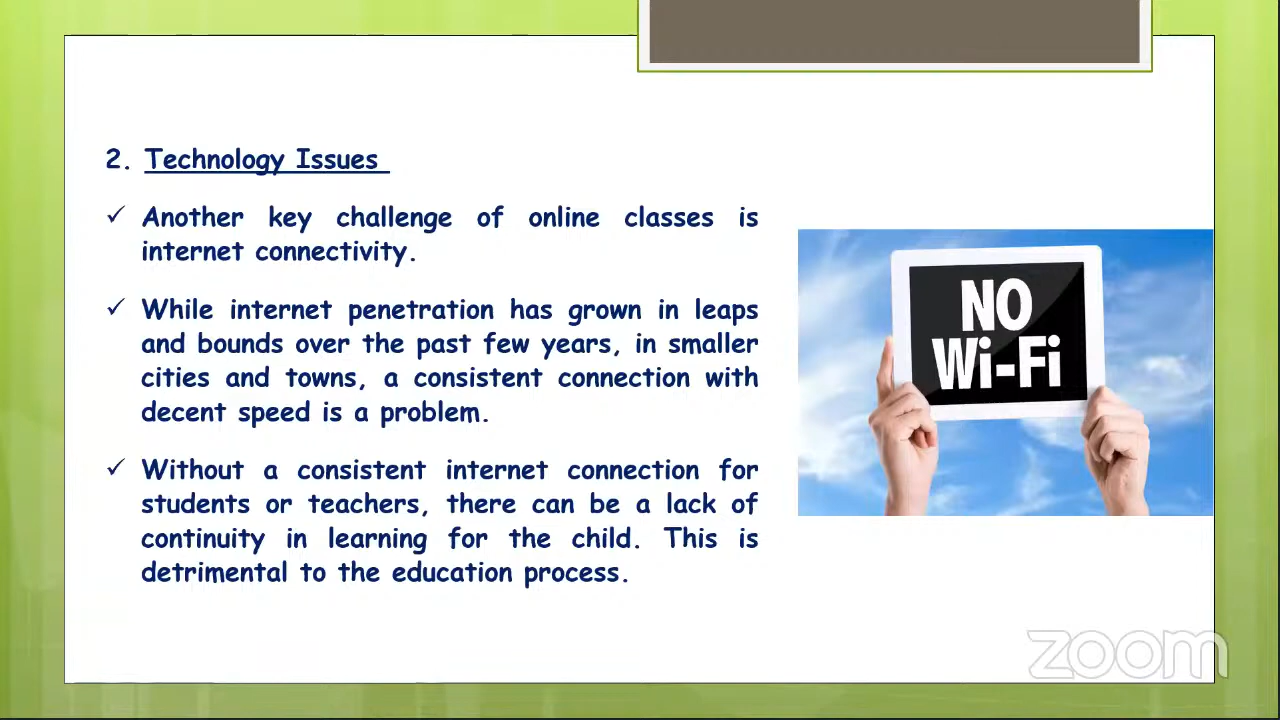 2. Technology Issues
✓ Another key challenge of online classes is
internet connectivity.
✓ While internet penetration has grown in leaps
and bounds over the past few years, in smaller
cities and towns, a consistent connection with
decent speed is a problem.
✓ Without a consistent internet connection for
students or teachers, there can be a lack of
continuity in learning for the child. This is
detrimental to the education process.
NO
Wi-Fi
zoom